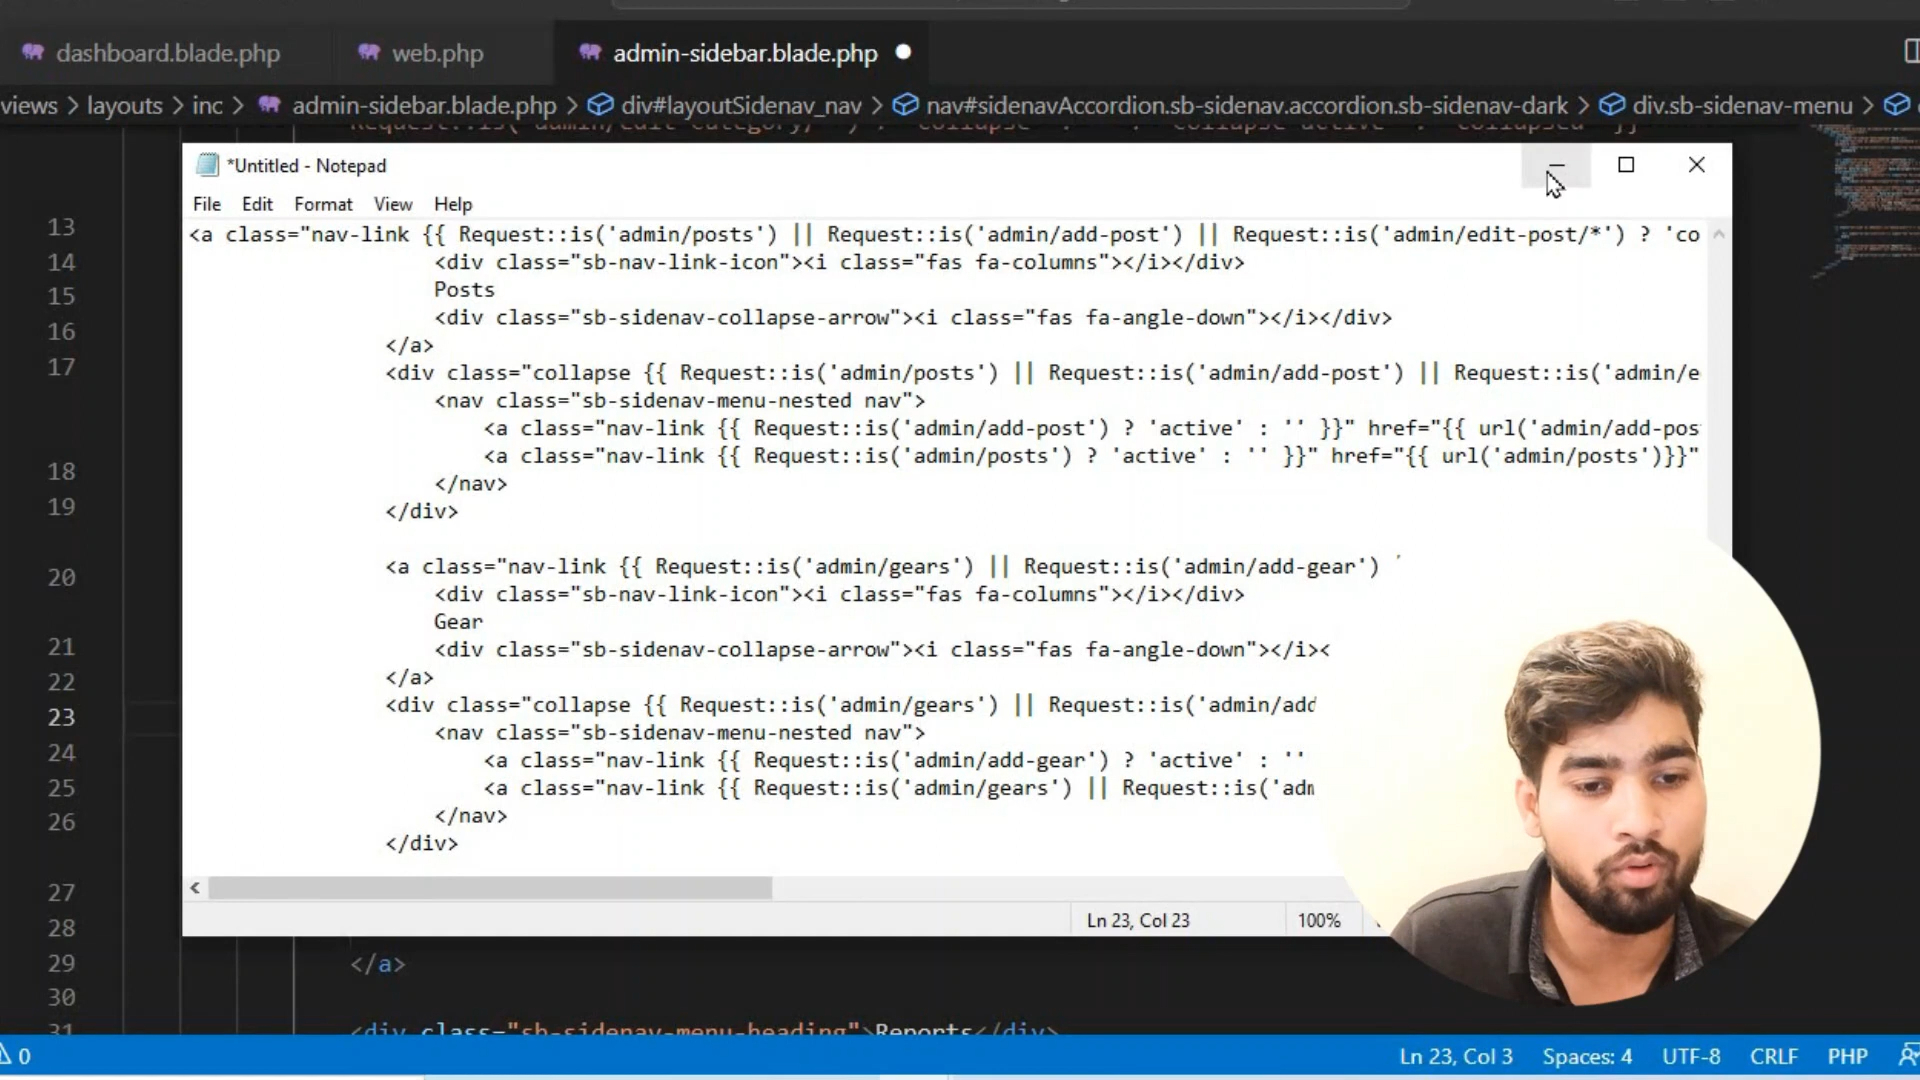 dashboard.blade.php
web.php
admin-sidebar.blade.php
views > layouts > inc > admin-sidebar.blade.php > div#layoutSidenav_nav > nav#sidenavAccordion.sb-sidenav.accordion.sb-sidenav-dark > div.sb-sidenav-menu >
*Untitled - Notepad
File Edit Format View Help
<a class="nav-link {{ Request::is('admin/posts') || Request::is('admin/add-post') || Request::is('admin/edit-post/*') ? 'co
<div class="sb-nav-link-icon"><i class="fas fa-columns"></i></div>
Posts
<div class="sb-sidenav-collapse-arrow"><i class="fas fa-angle-down"></i></div>
</a>
<div class="collapse {{ Request::is('admin/posts') || Request::is('admin/add-post') || Request::is('admin/e
<nav class="sb-sidenav-menu-nested nav">
<a class="nav-link {{ Request::is('admin/add-post') ? 'active' : '' }}" href="{{ url('admin/add-pos
<a class="nav-link {{ Request::is('admin/posts') ? 'active' : '' }}" href="{{ url('admin/posts')}}"
</nav>
</div>
<a class="nav-link {{ Request::is('admin/gears') || Request::is('admin/add-gear')
<div class="sb-nav-link-icon"><i class="fas fa-columns"></i></div>
Gear
<div class="sb-sidenav-collapse-arrow"><i class="fas fa-angle-down"></i><
</a>
<div class="collapse {{ Request::is('admin/gears') || Request::is('admin/add
<nav class="sb-sidenav-menu-nested nav">
<a class="nav-link {{ Request::is('admin/add-gear') ? 'active' : ''
<a class="nav-link {{ Request::is('admin/gears') || Request::is('adm
</nav>
</div>
Ln 23, Col 23
100%
13
14
15
16
17
18
19
20
21
22
23
24
25
26
27
28
29 </a>
30
31 <div class="sb-sidenav-menu-heading">Reports</div>
0
Ln 23, Col 3 Spaces: 4 UTF-8 CRLF PHP